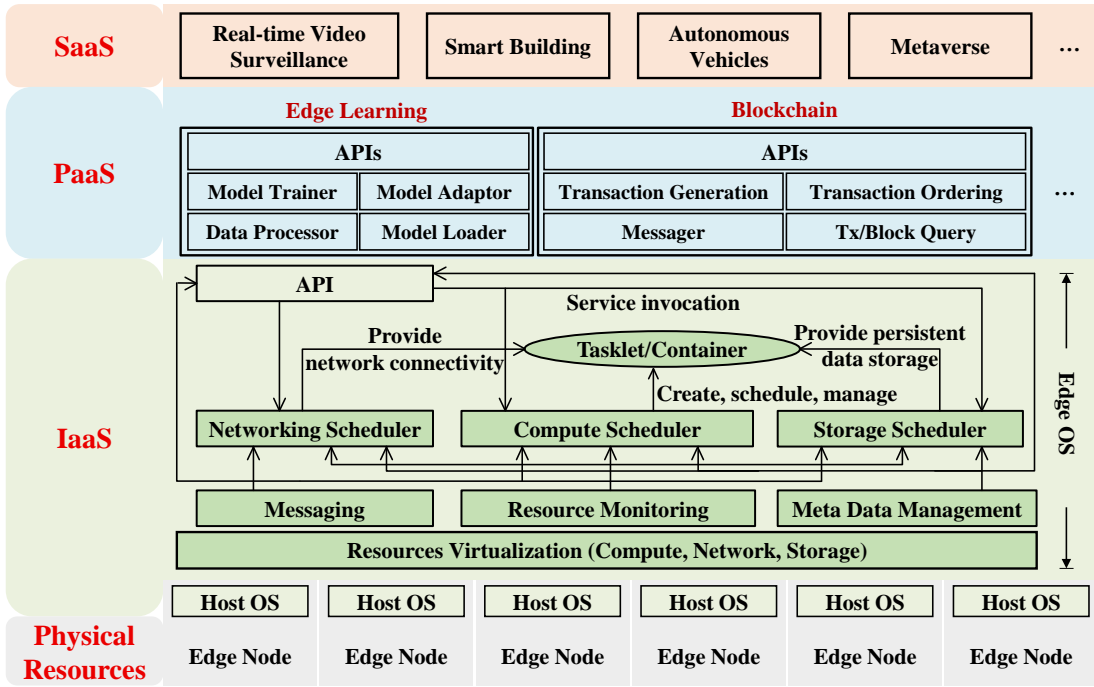 SaaS
Real-time Video
Surveillance
Smart Building
Autonomous
Vehicles
Metaverse
...
PaaS
Edge Learning
Blockchain
APIs
APIs
Model Trainer
Model Adaptor
Transaction Generation
Transaction Ordering
...
Data Processor
Model Loader
Messager
Tx/Block Query
IaaS
API
Service invocation
Provide
network connectivity
Tasklet/Container
Provide persistent
data storage
Create, schedule, manage
Edge OS
Networking Scheduler
Compute Scheduler
Storage Scheduler
Messaging
Resource Monitoring
Meta Data Management
Resources Virtualization (Compute, Network, Storage)
Host OS
Host OS
Host OS
Host OS
Host OS
Host OS
Physical
Resources
Edge Node
Edge Node
Edge Node
Edge Node
Edge Node
Edge Node